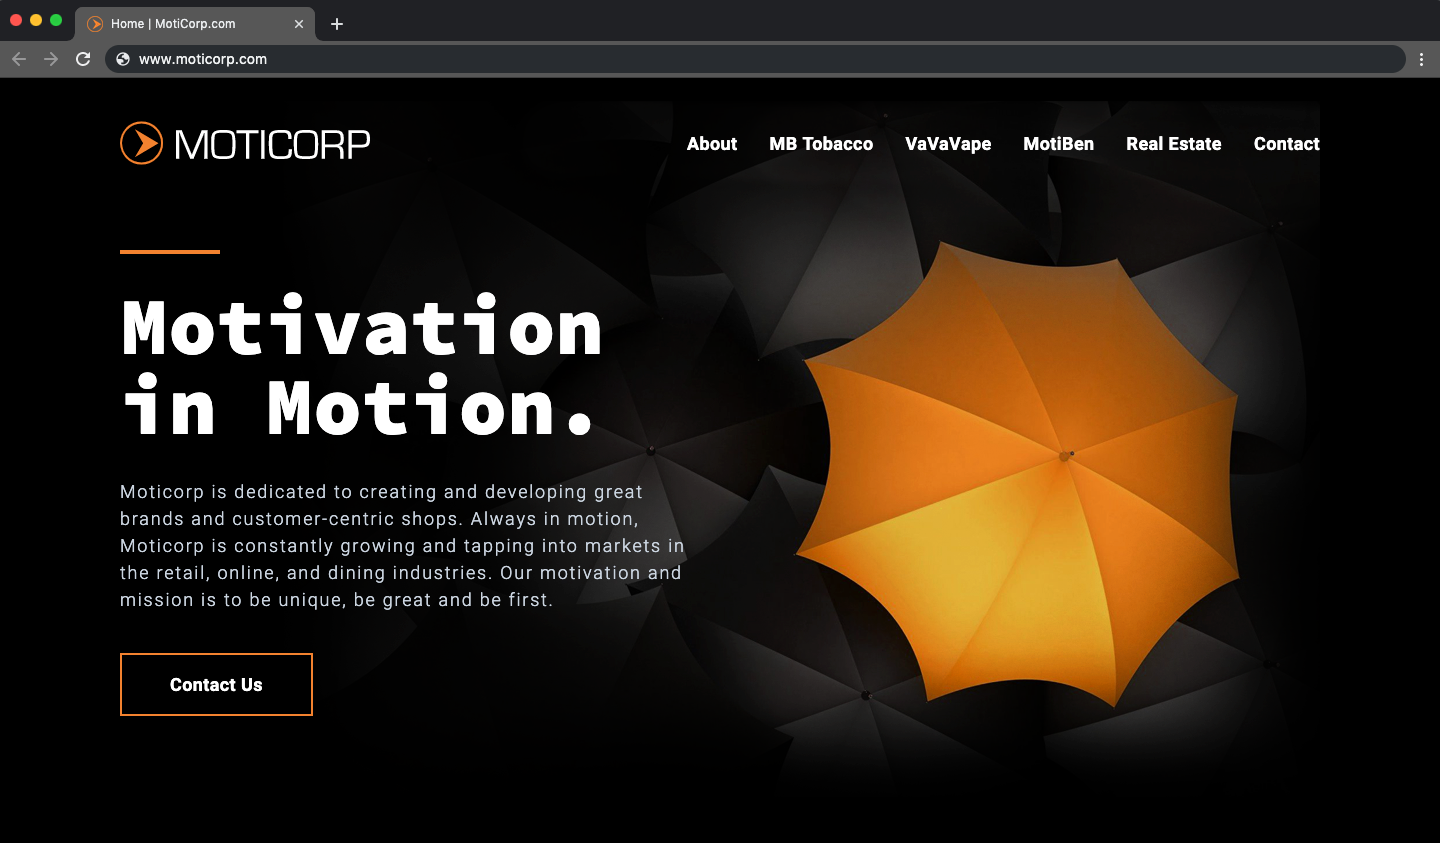 Home | MotiCorp.com
www.moticorp.com
MOTICORP
About MB Tobacco VaVaVape MotiBen Real Estate Contact
Motivation
in Motion.
Moticorp is dedicated to creating and developing great
brands and customer-centric shops. Always in motion,
Moticorp is constantly growing and tapping into markets in
the retail, online, and dining industries. Our motivation and
mission is to be unique, be great and be first.
Contact Us